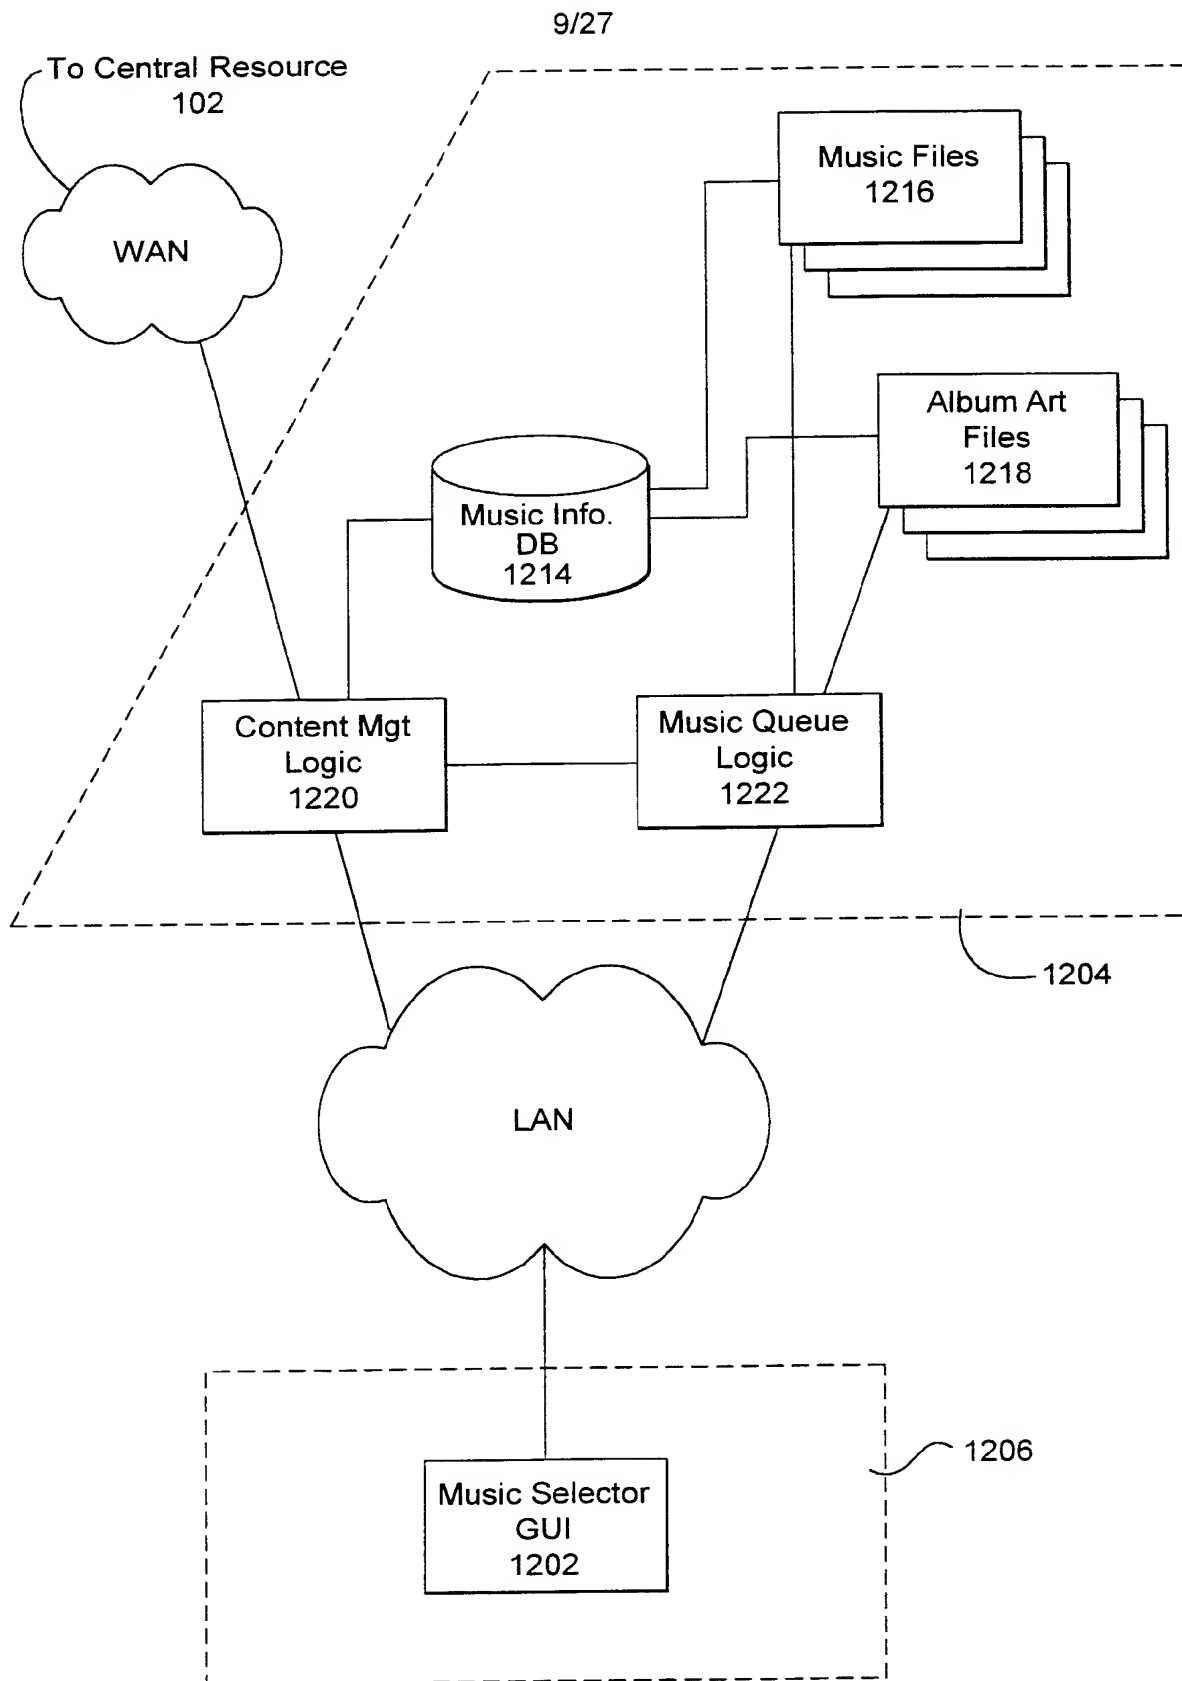 9/27
To Central Resource
102
WAN
Music Files
1216
Album Art
Files
1218
Music Info.
DB
1214
Content Mgt
Logic
1220
Music Queue
Logic
1222
1204
LAN
1206
Music Selector
GUI
1202